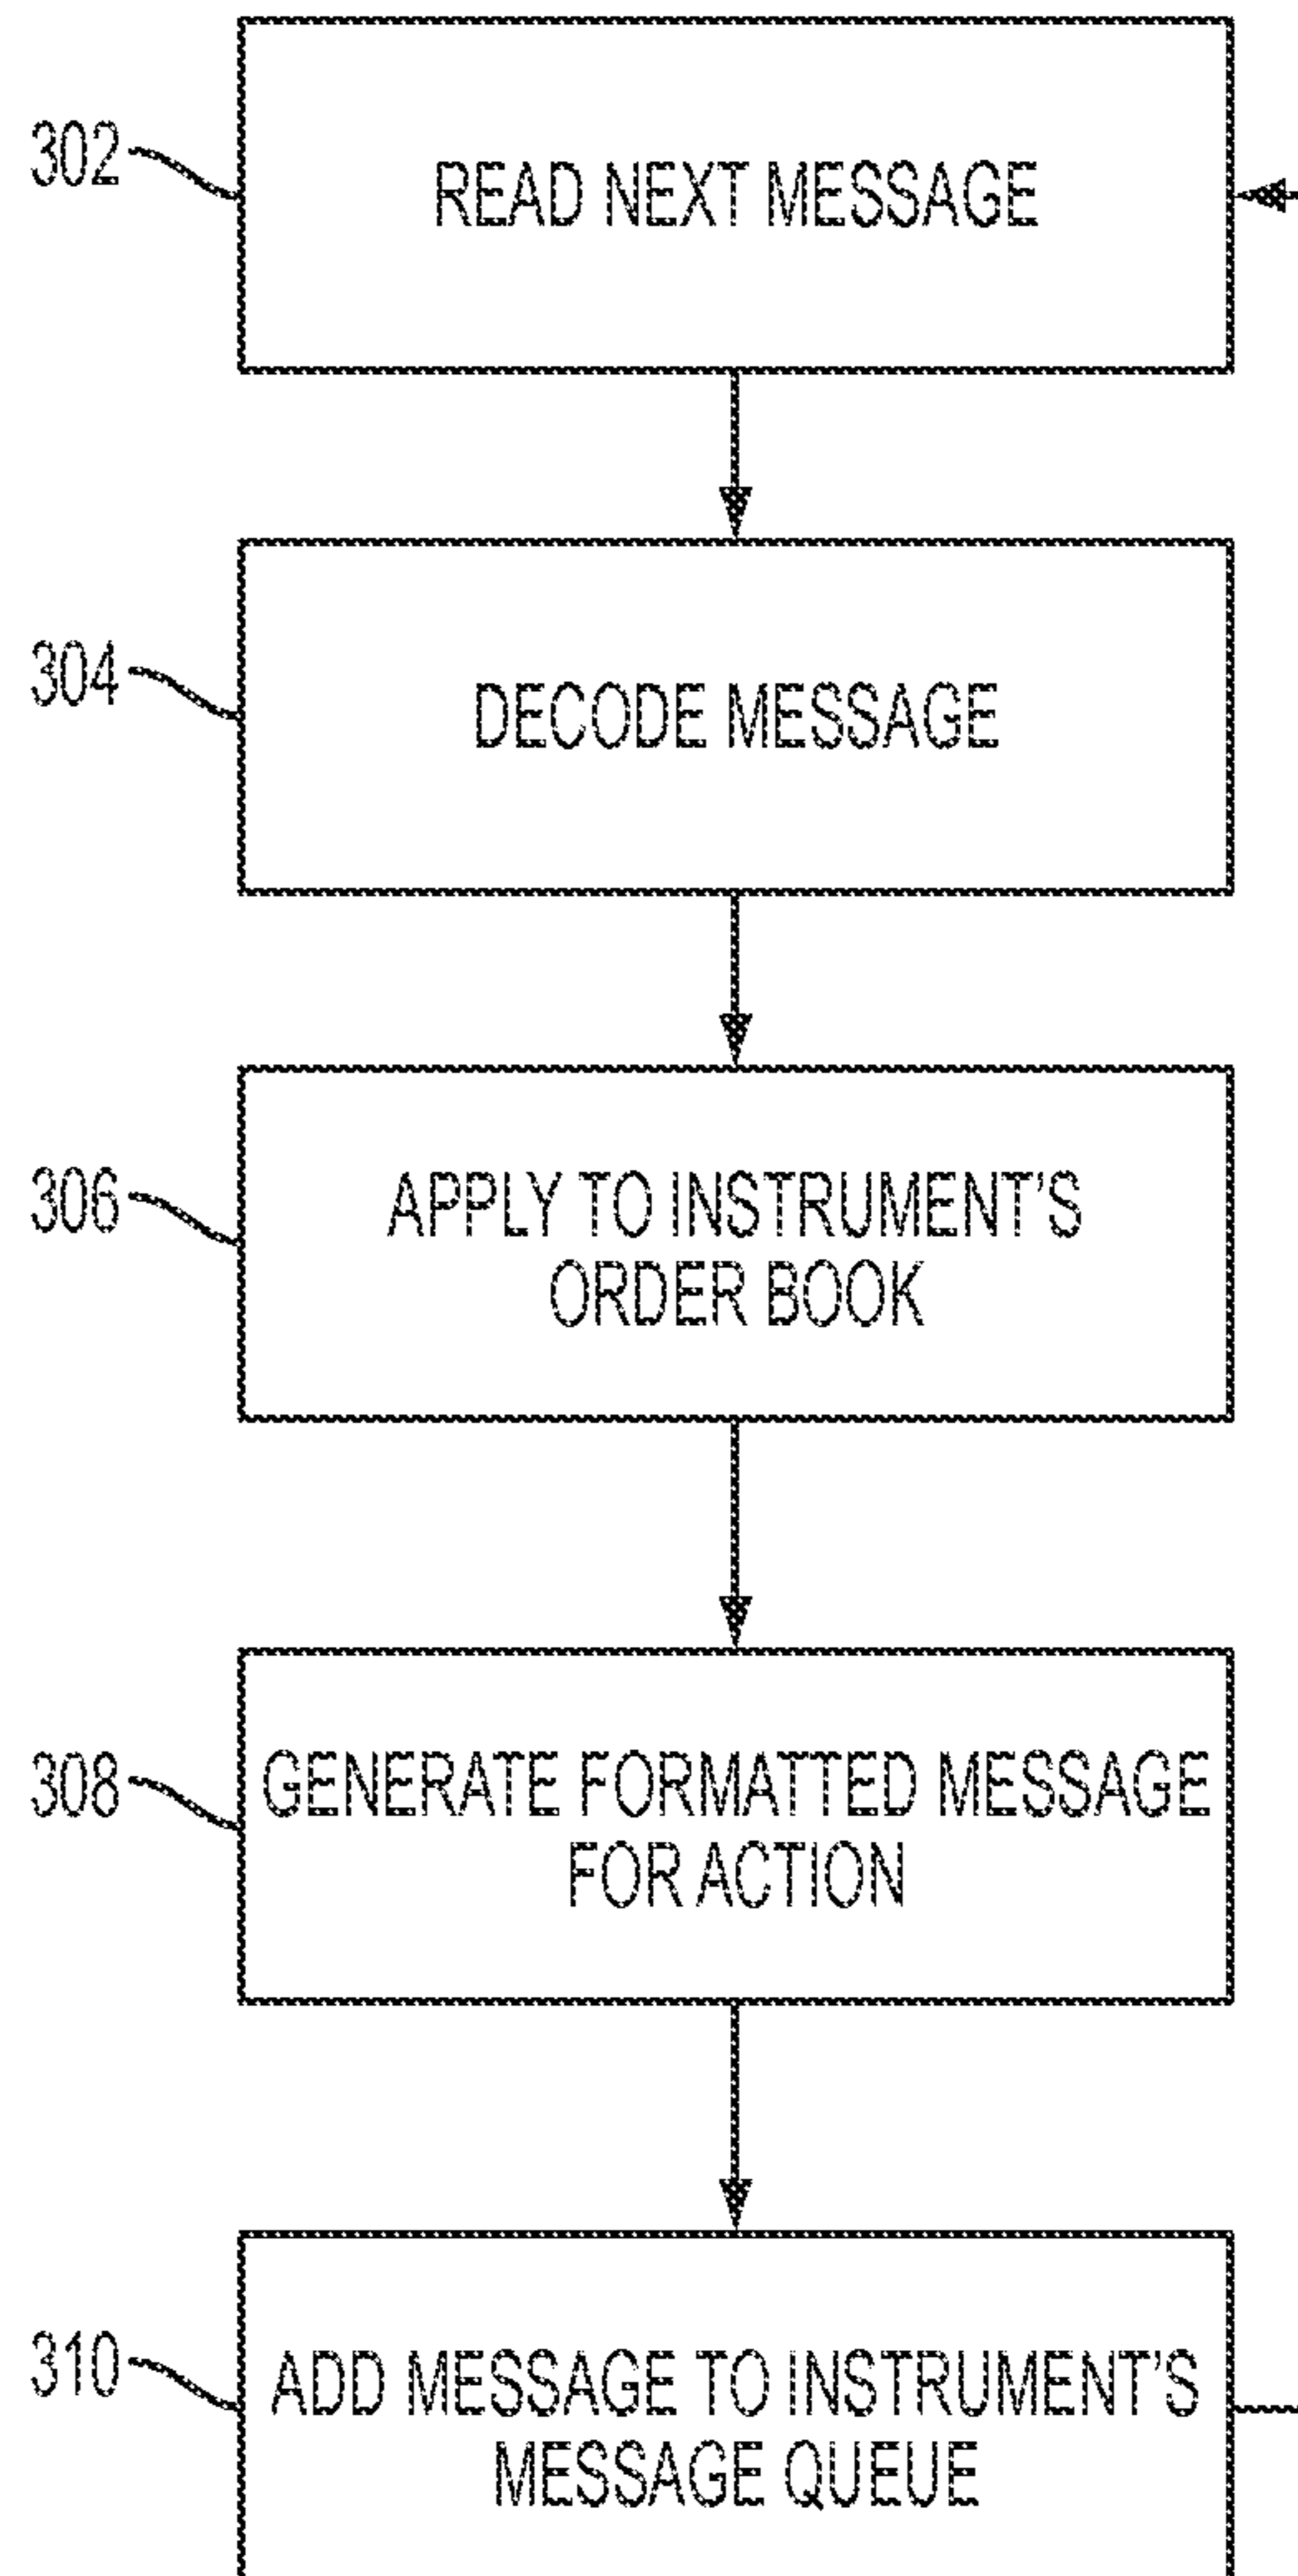 302
READ NEXT MESSAGE
304
DECODE MESSAGE
306
APPLY TO INSTRUMENT'S
ORDER BOOK
308
GENERATE FORMATTED MESSAGE
FOR ACTION
310
ADD MESSAGE TO INSTRUMENT'S
MESSAGE QUEUE